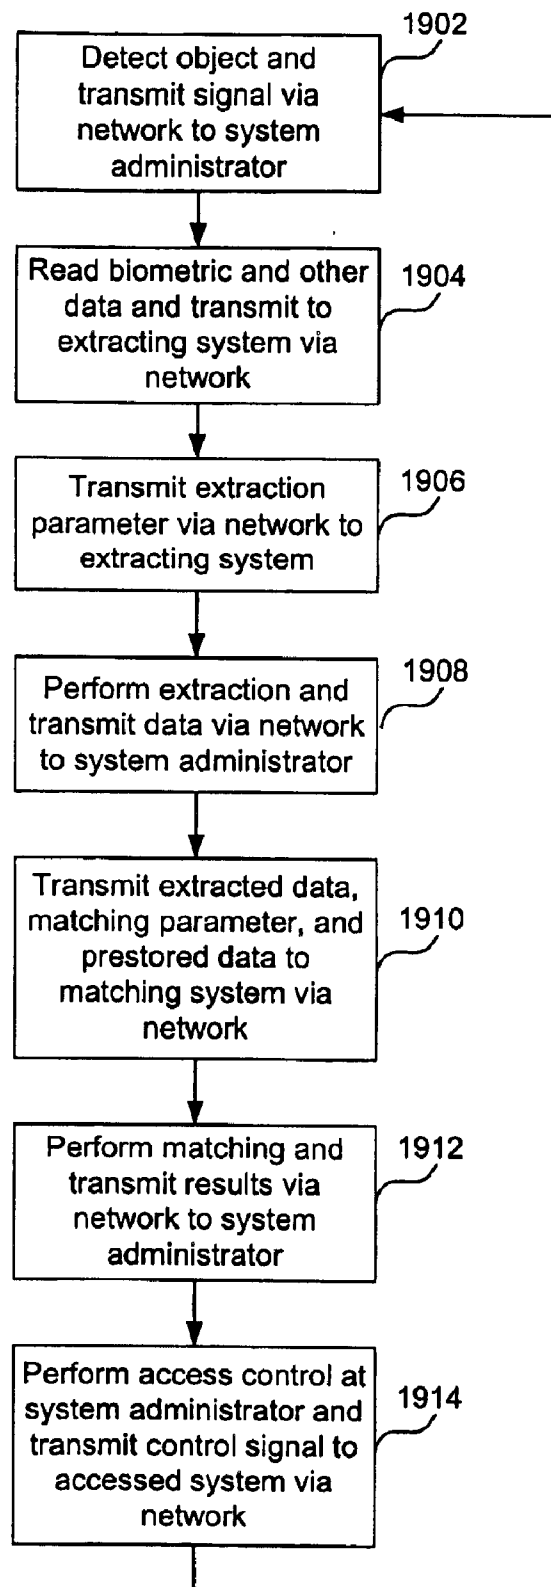 1902
Detect object and
transmit signal via
network to system
administrator
1904
Read biometric and other
data and transmit to
extracting system via
network
1906
Transmit extraction
parameter via network to
extracting system
1908
Perform extraction and
transmit data via network
to system administrator
1910
Transmit extracted data,
matching parameter, and
prestored data to
matching system via
network
1912
Perform matching and
transmit results via
network to system
administrator
1914
Perform access control at
system administrator and
transmit control signal to
accessed system via
network